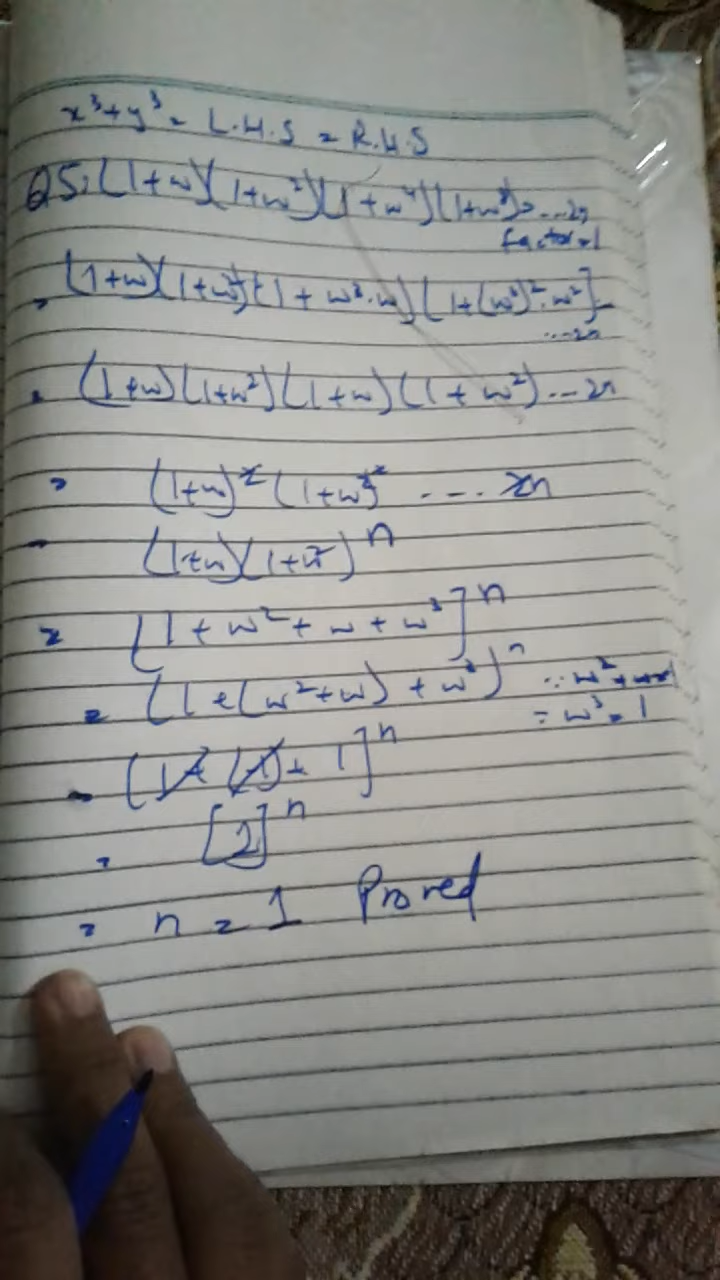 x³+y³ = L.H.S = R.H.S
Q5; (1+w)(1+w²)(1+w⁴)(1+w⁸) ....2n
factor = 1
= (1+w)(1+w²)(1+w³.w)[1+(w³)².w²]
....2n
= (1+w)(1+w²)(1+w)(1+w²)...2n
= (1+w)²(1+w²)² .... 2n
= (1+w)(1+w²)ⁿ
= [1+w²+w+w³]ⁿ
= (1+(w²+w)+w³)ⁿ ∵ w²+w=1
= w³=1
= [1+(1)+1]ⁿ
= [2]ⁿ
= n = 1 Proved